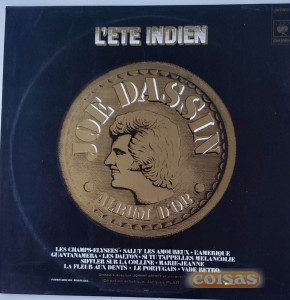 L'ETE INDIEN
JOE DASSIN
ALBUM D'OR
LES CHAMPS-ELYSEES · SALUT LES AMOUREUX · L'AMERIQUE
GUANTANAMERA · LES DALTON · SI TU T'APPELLES MELANCOLIE
SIFFLER SUR LA COLLINE · MARIE-JEANNE
LA FLEUR AUX DENTS · LE PORTUGAIS · VADE RETRO
coisas